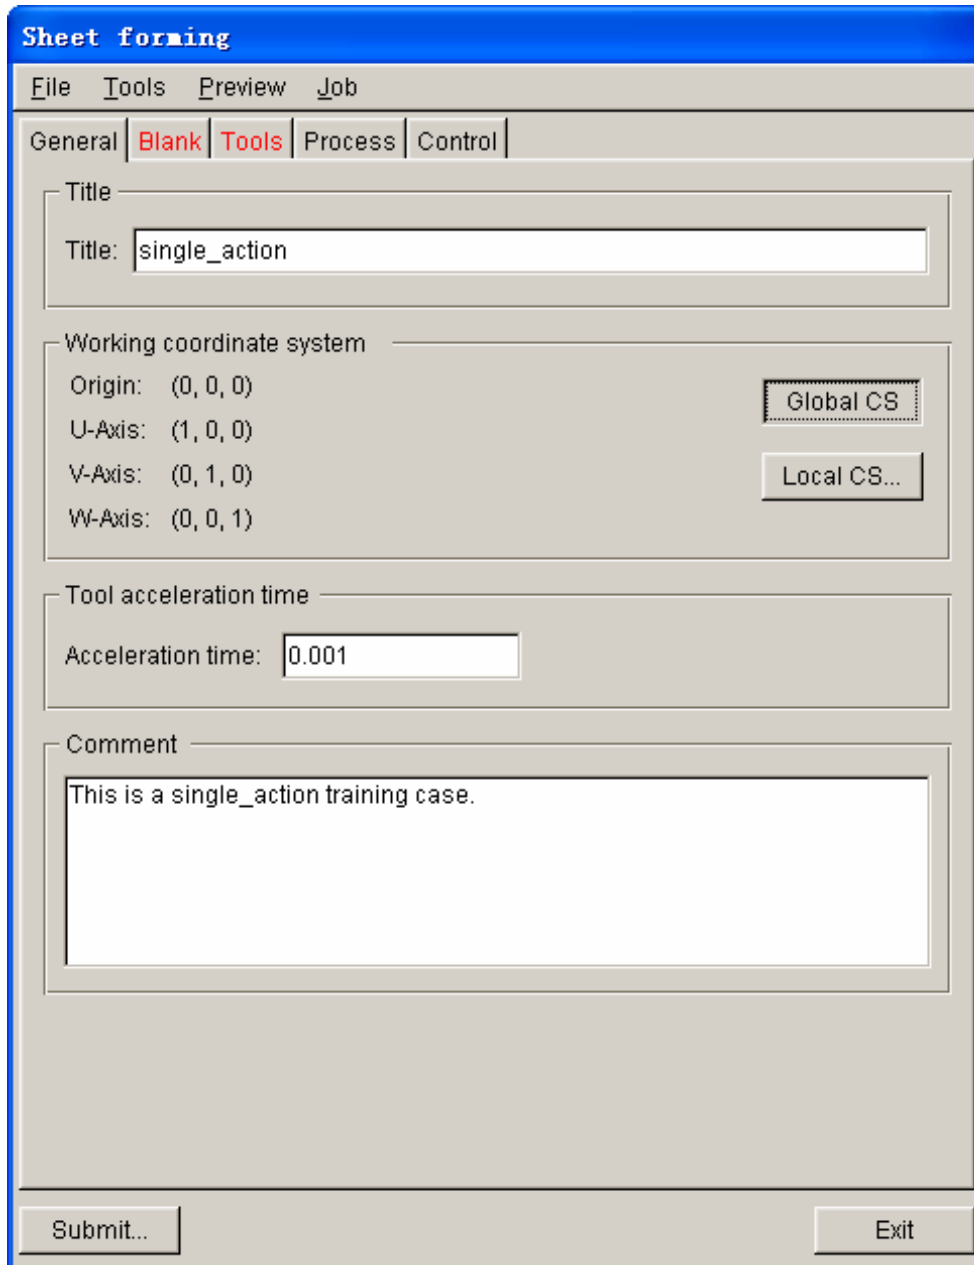 Sheet forming
File Tools Preview Job
General Blank Tools Process Control
Title
Title: single_action
Working coordinate system
Origin: (0, 0, 0)
Global CS
U-Axis: (1, 0, 0)
V-Axis: (0, 1, 0)
Local CS...
W-Axis: (0, 0, 1)
Tool acceleration time
Acceleration time: 0.001
Comment
This is a single_action training case.
Submit... Exit